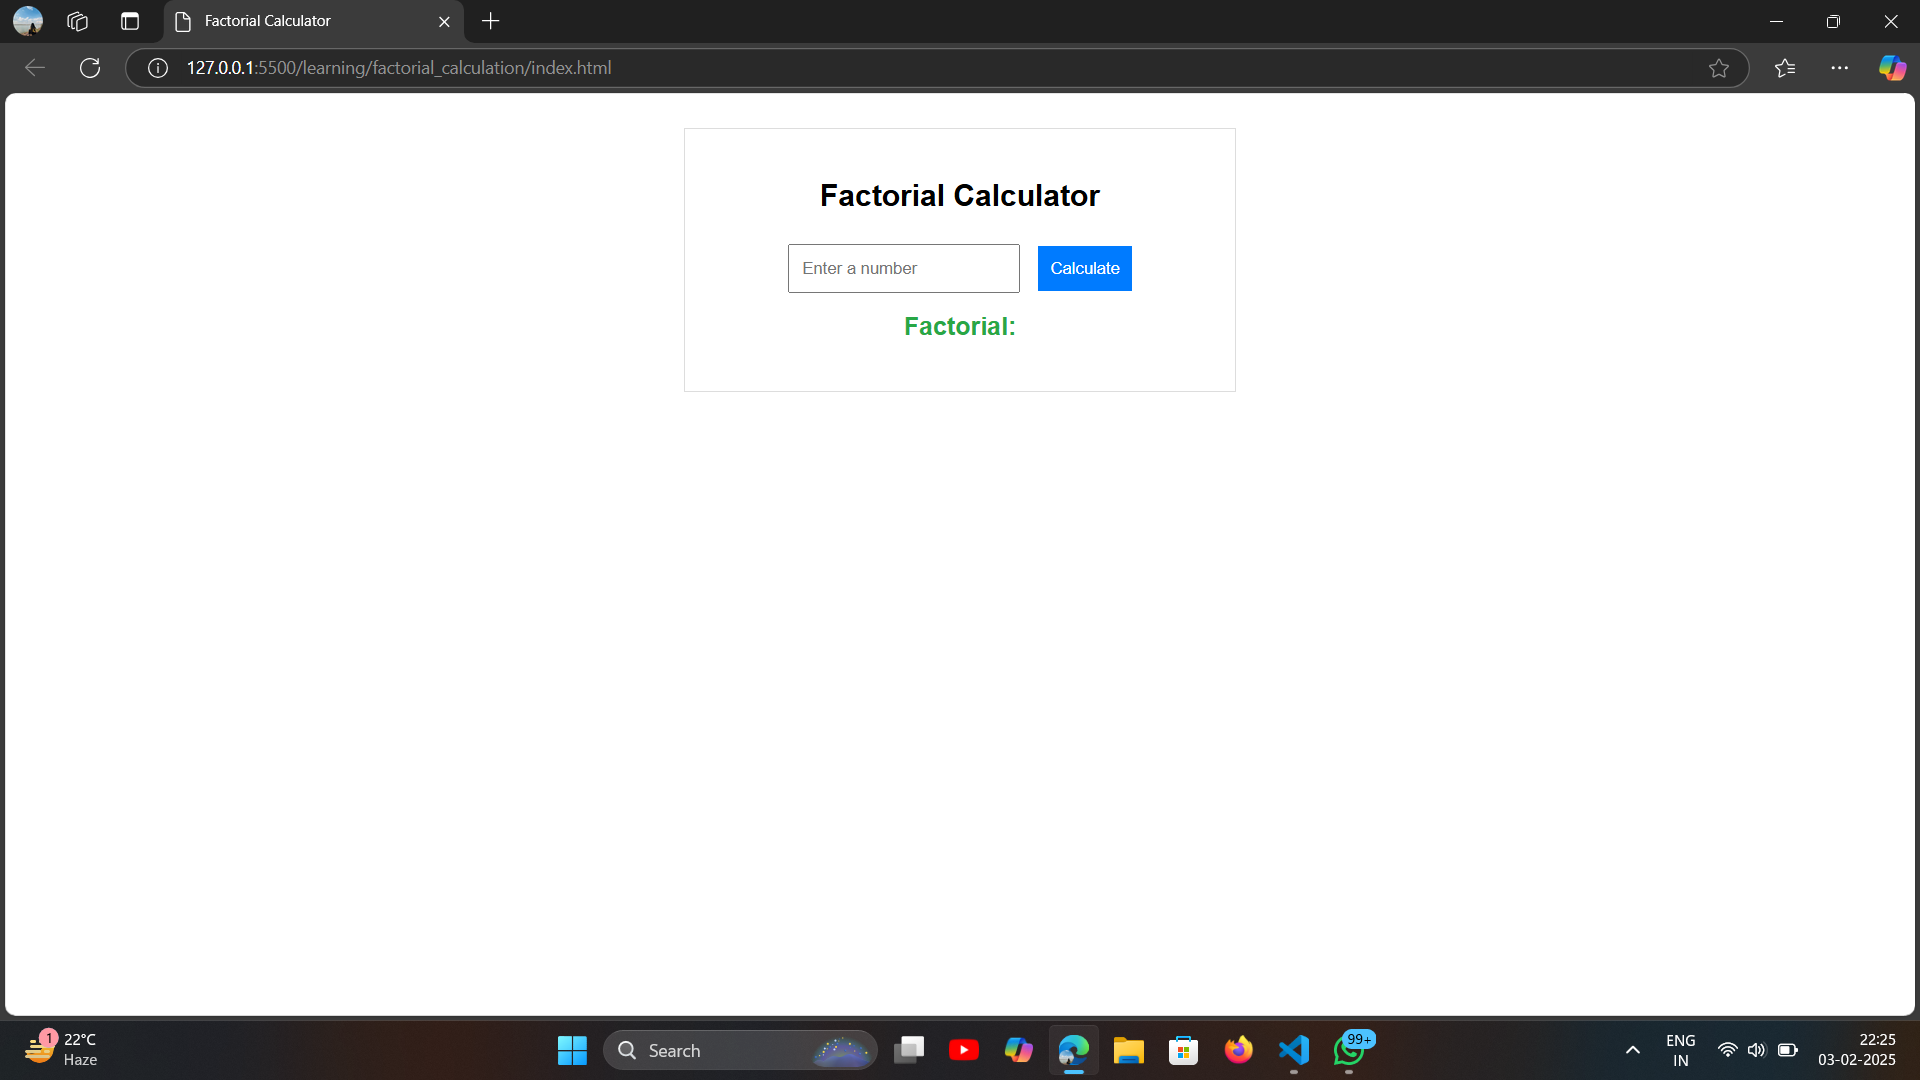 Factorial Calculator
127.0.0.1:5500/learning/factorial_calculation/index.html
Factorial Calculator
Enter a number
Calculate
Factorial:
1
22°C
Haze
Search
99+
ENG
IN
22:25
03-02-2025